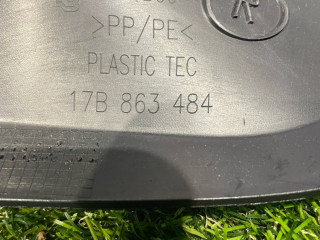 >PP/PE<
PLASTIC TEC
17B 863 484